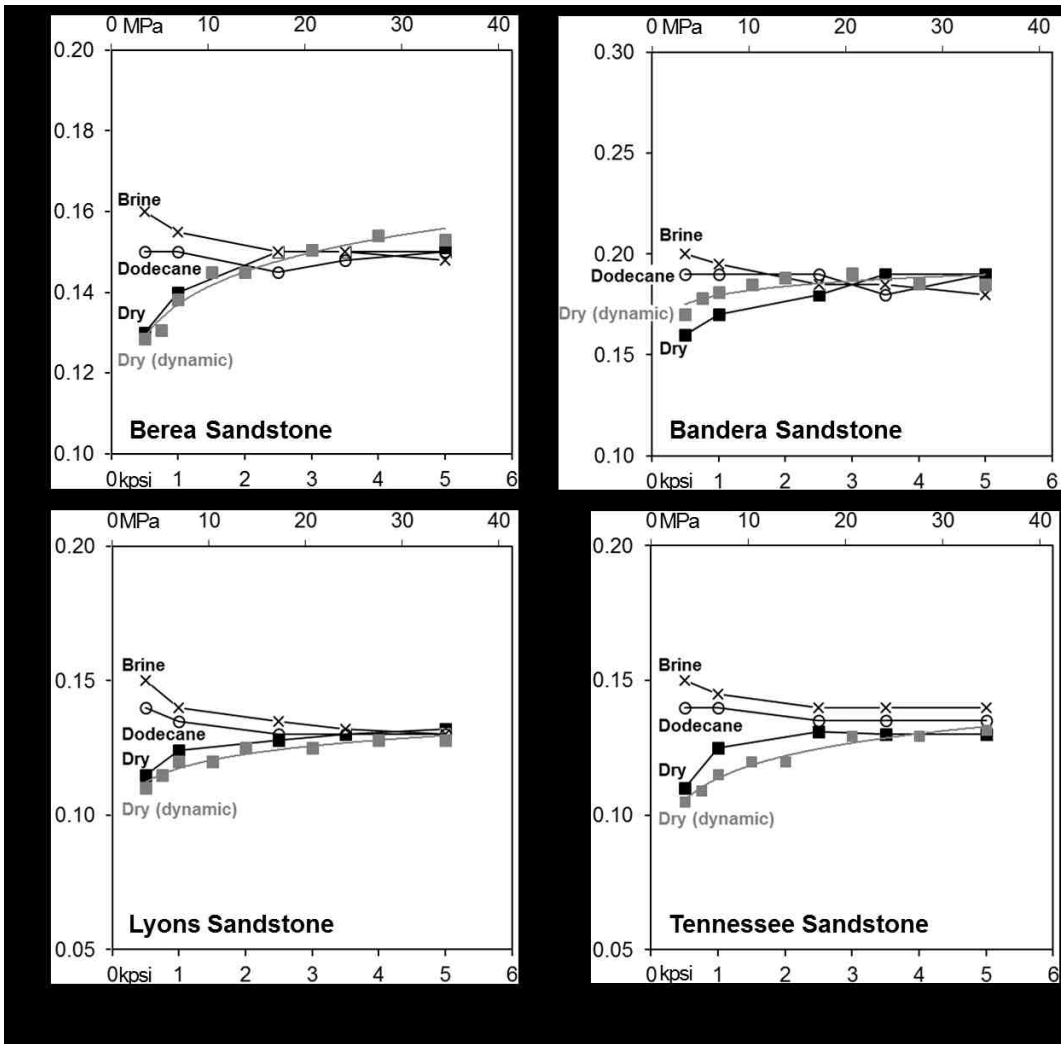 0 MPa 10 20 30 40
0.20
0.18
0.16
0.14
0.12
0.10
Brine
Dodecane
Dry
Dry (dynamic)
Berea Sandstone
0 kpsi 1 2 3 4 5 6
0 MPa 10 20 30 40
0.30
0.25
0.20
0.15
0.10
Brine
Dodecane
Dry (dynamic)
Dry
Bandera Sandstone
0 kpsi 1 2 3 4 5 6
0 MPa 10 20 30 40
0.20
0.15
0.10
0.05
Brine
Dodecane
Dry
Dry (dynamic)
Lyons Sandstone
0 kpsi 1 2 3 4 5 6
0 MPa 10 20 30 40
0.20
0.15
0.10
0.05
Brine
Dodecane
Dry
Dry (dynamic)
Tennessee Sandstone
0 kpsi 1 2 3 4 5 6